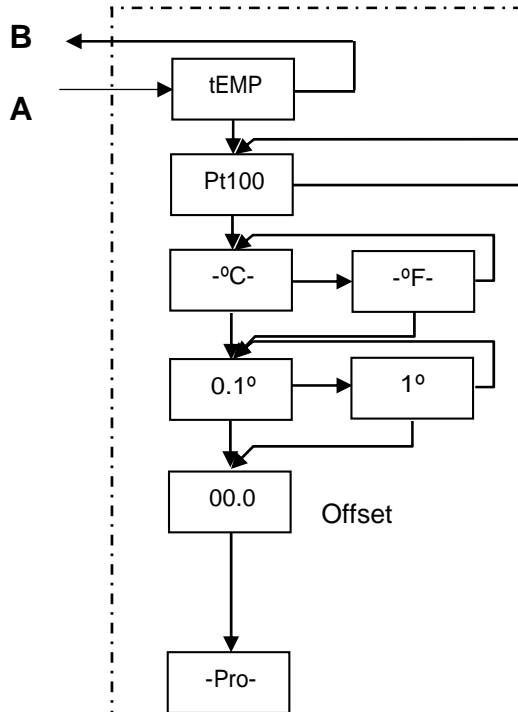 B
A
tEMP
Pt100
-ºC-
-ºF-
0.1º
1º
00.0
Offset
-Pro-